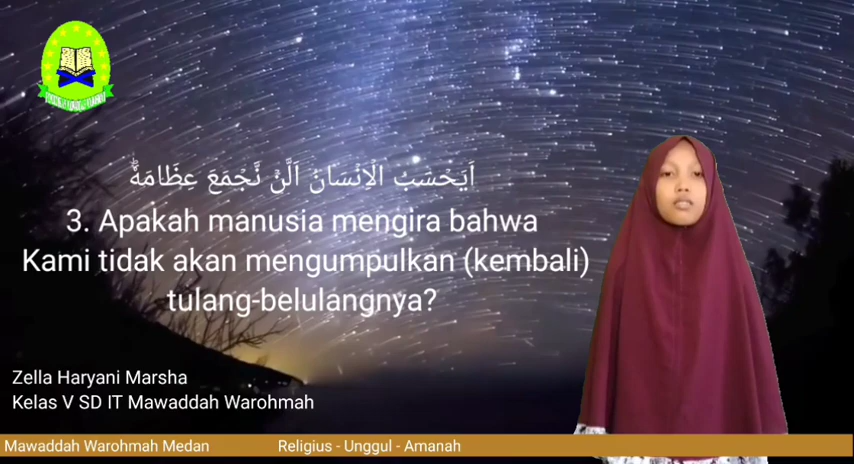 اَيَحْسَبُ الْاِنْسَانُ اَلَّنْ نَّجْمَعَ عِظَامَهٗۗ
3. Apakah manusia mengira bahwa
Kami tidak akan mengumpulkan (kembali)
tulang-belulangnya?
Zella Haryani Marsha
Kelas V SD IT Mawaddah Warohmah
Mawaddah Warohmah Medan
Religius - Unggul - Amanah